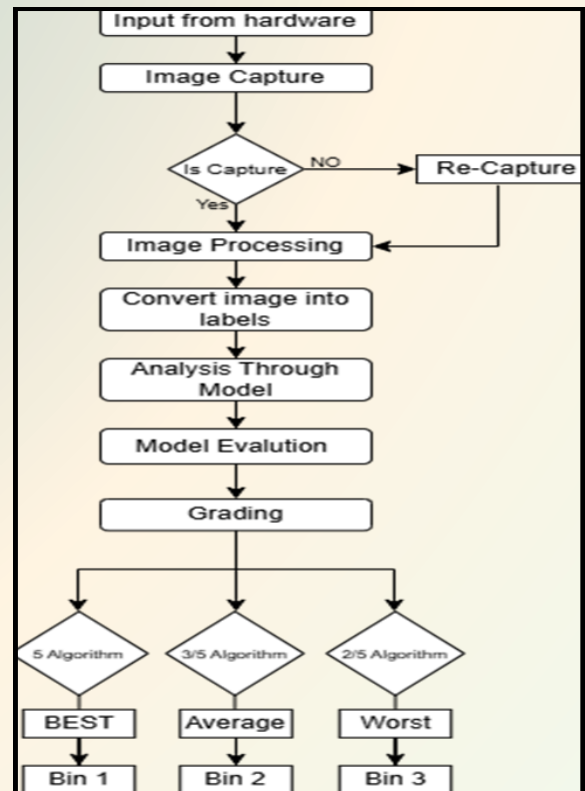 Input from hardware
Image Capture
Is Capture
NO
Re-Capture
Yes
Image Processing
Convert image into
labels
Analysis Through
Model
Model Evalution
Grading
5 Algorithm
3/5 Algorithm
2/5 Algorithm
BEST
Average
Worst
Bin 1
Bin 2
Bin 3